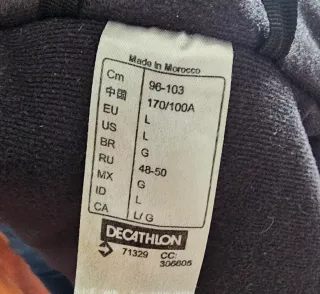 Made in Morocco
Cm 96-103
中国 170/100A
EU L
US L
BR G
RU 48-50
MX G
ID L
CA L/G
DECATHLON
71329 CC:
306605